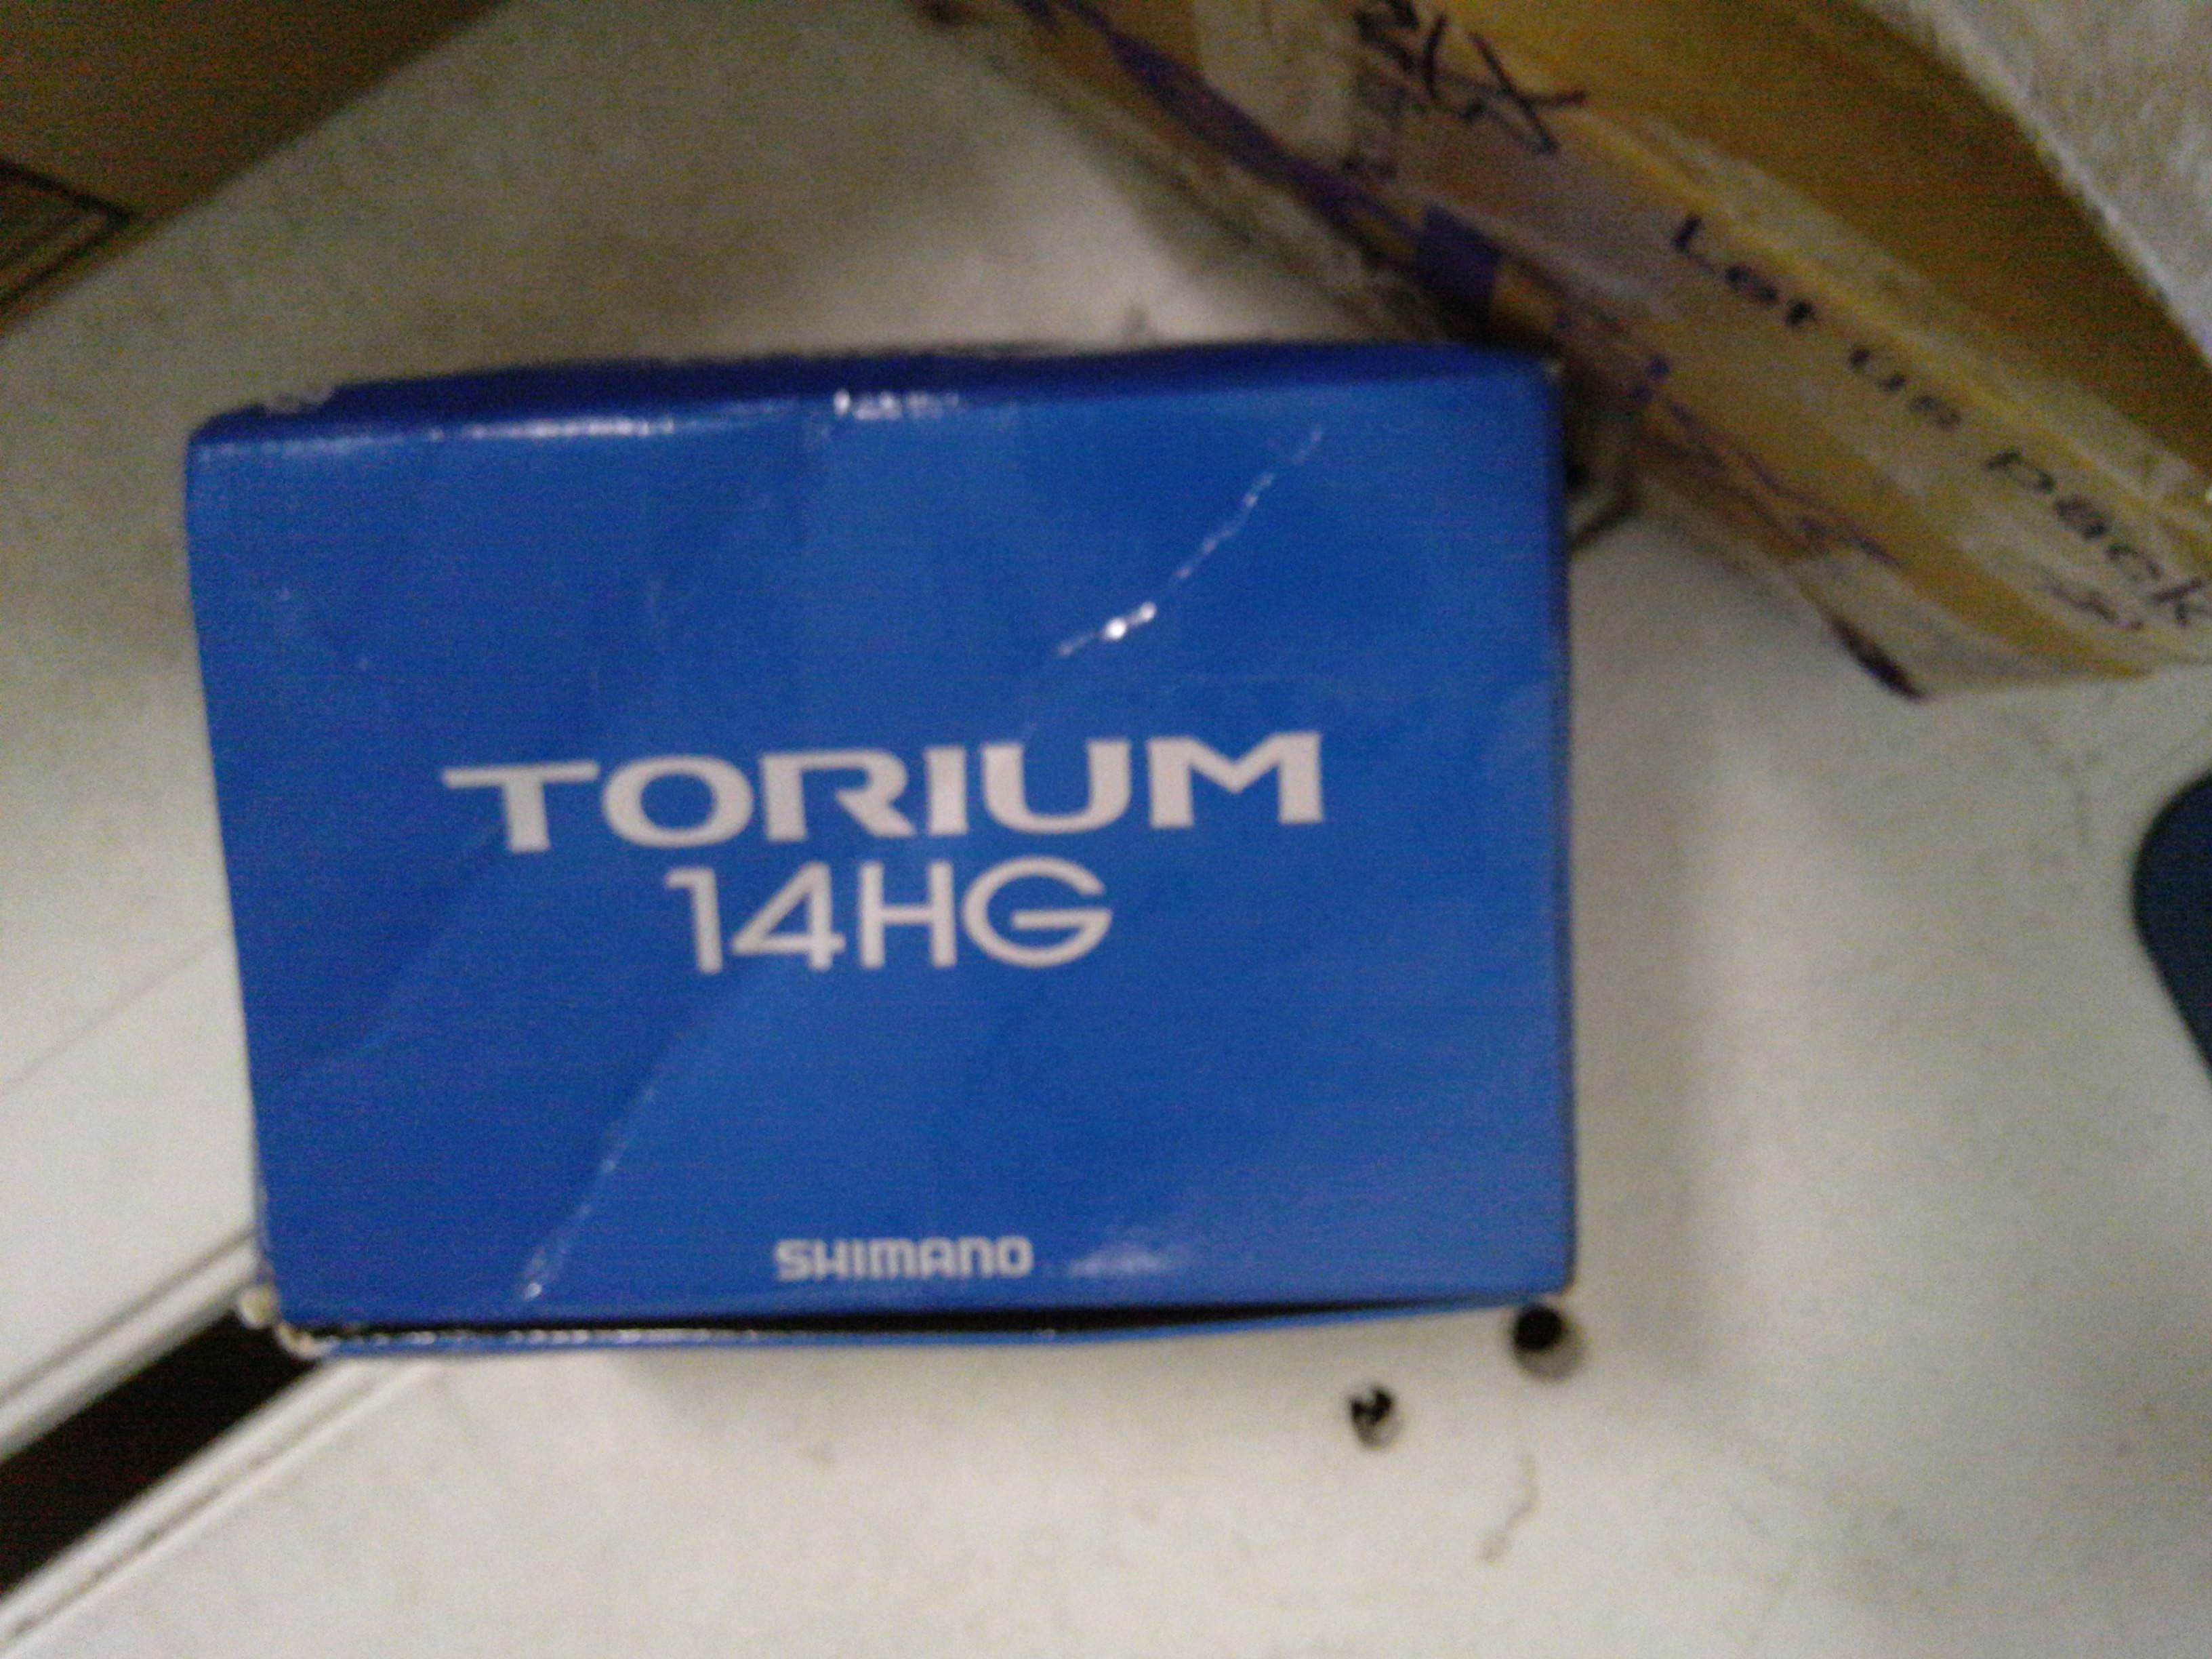 Let us pack
TORIUM
14HG
SHIMANO